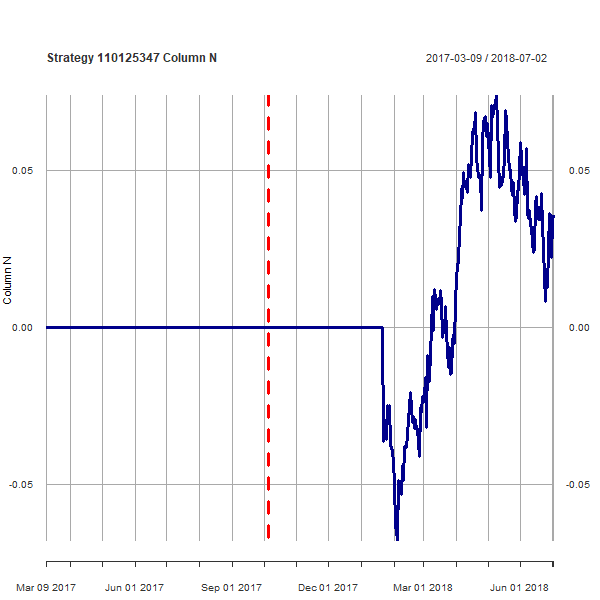 Strategy 110125347 Column N
2017-03-09 / 2018-07-02
0.05
0.05
Column N
0.00
0.00
-0.05
-0.05
Mar 09 2017
Jun 01 2017
Sep 01 2017
Dec 01 2017
Mar 01 2018
Jun 01 2018